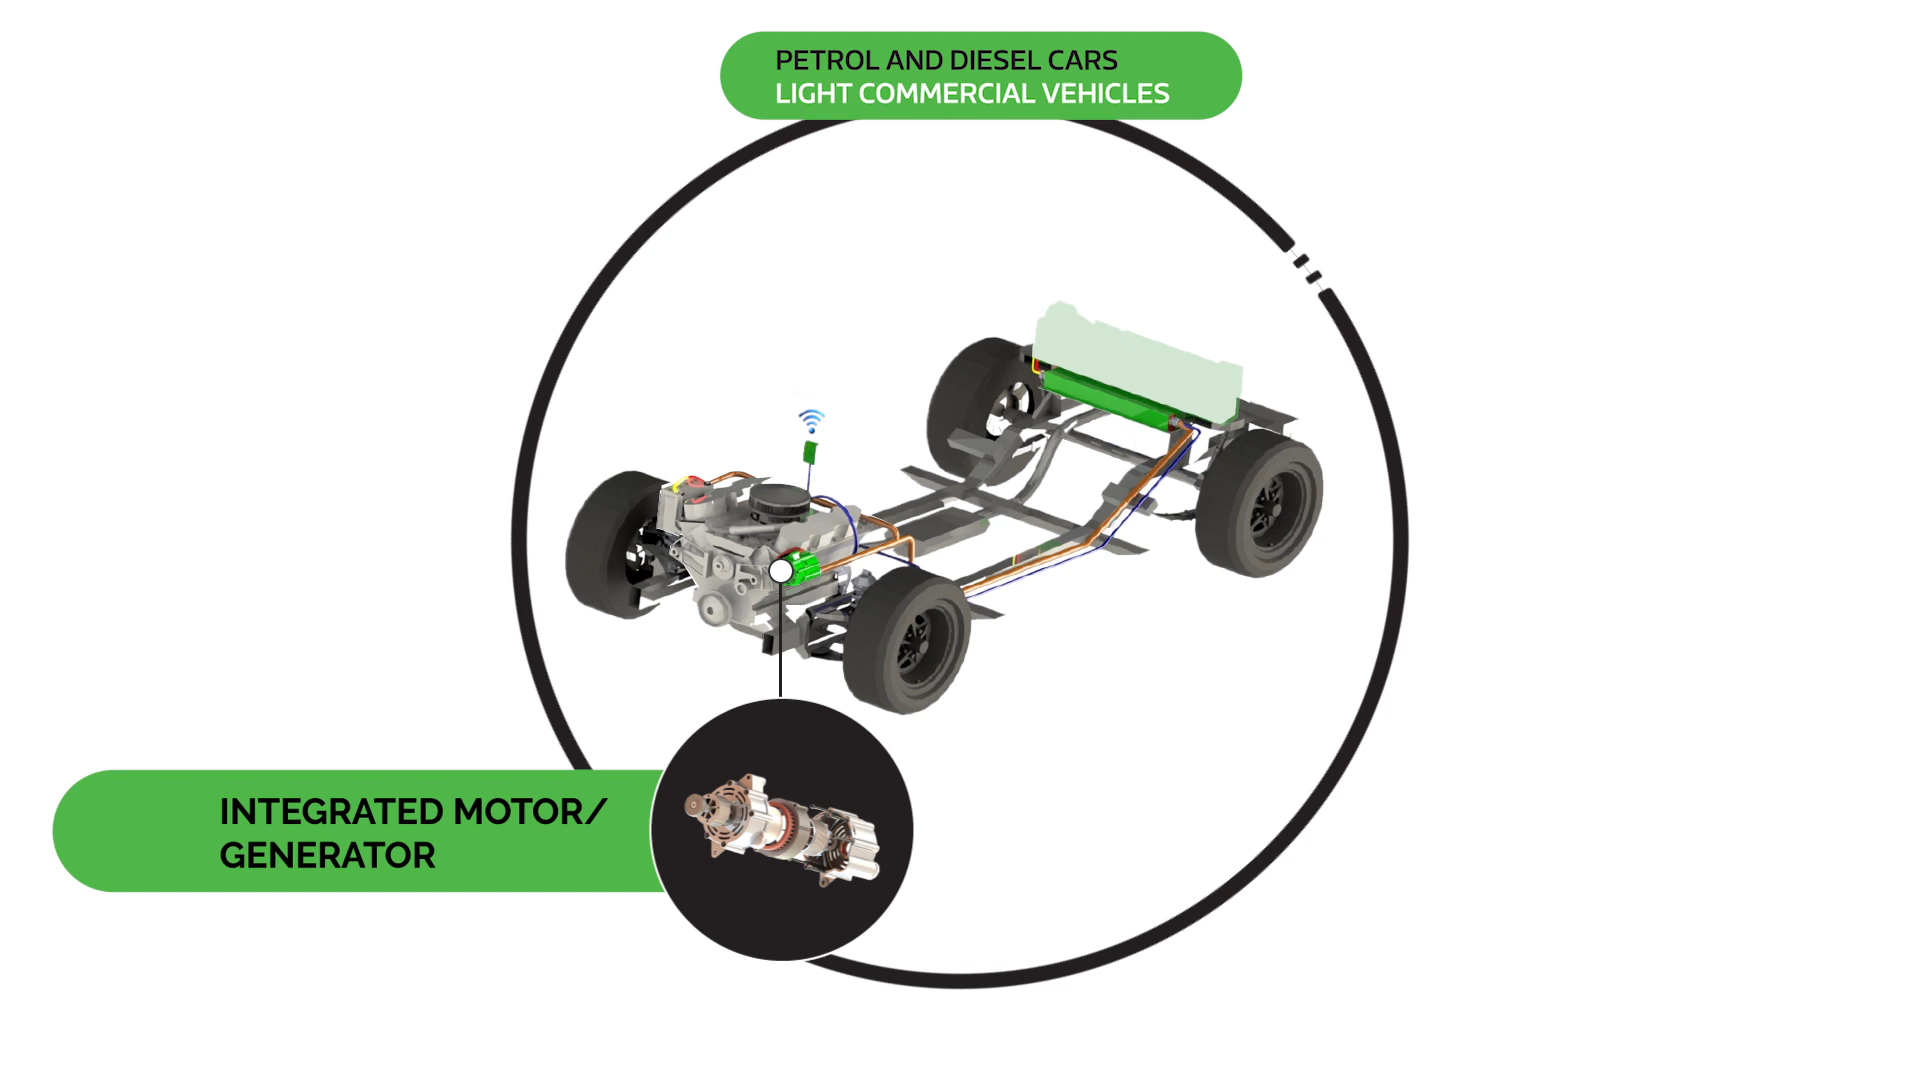 PETROL AND DIESEL CARS
LIGHT COMMERCIAL VEHICLES
INTEGRATED MOTOR/
GENERATOR